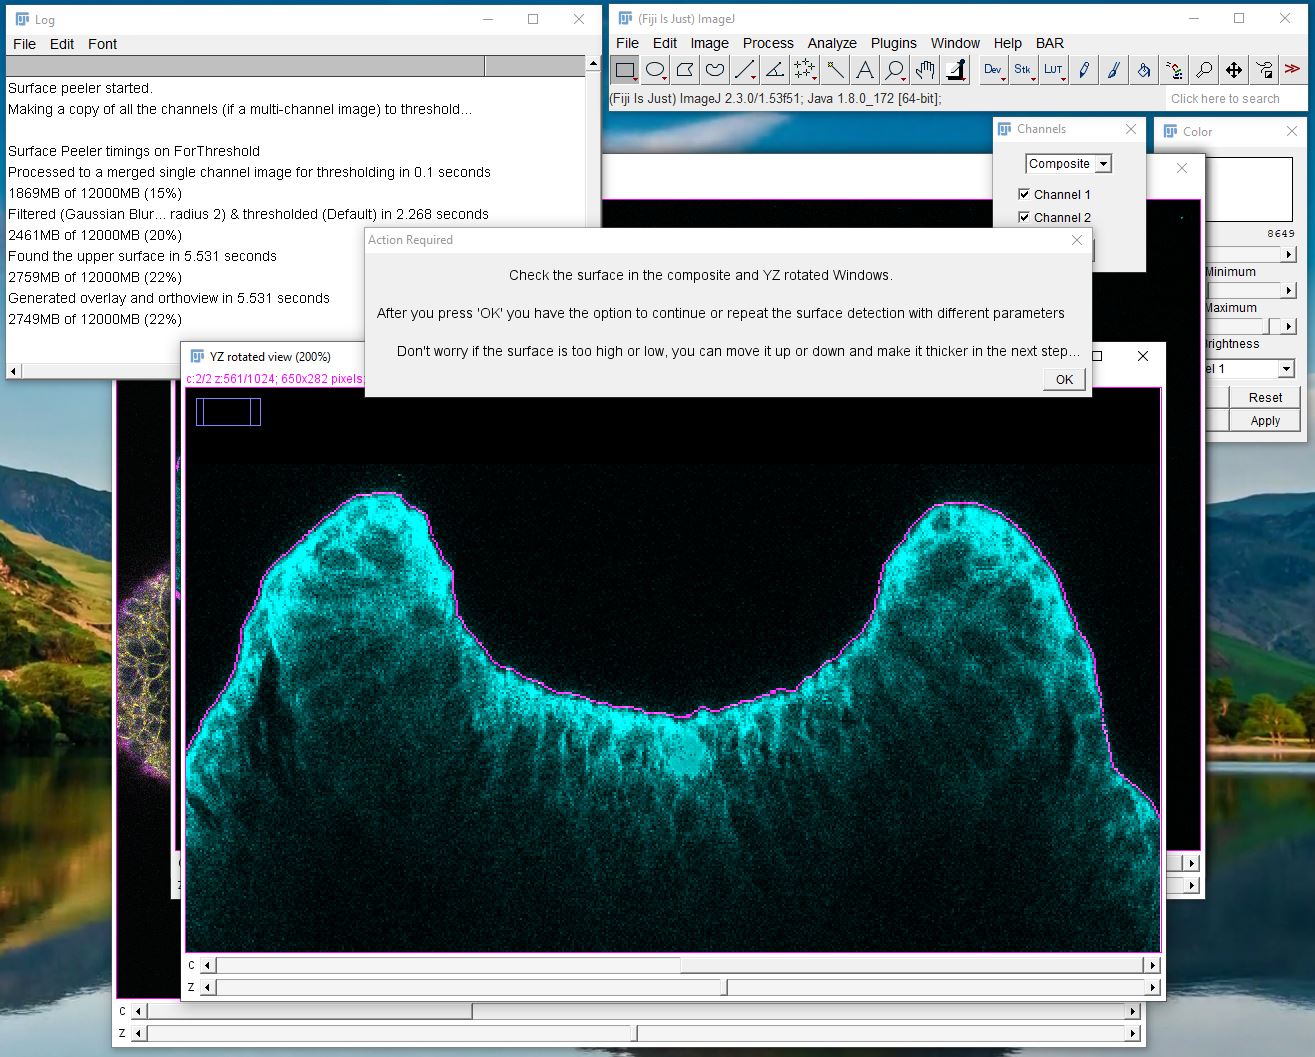 Log
File Edit Font
Surface peeler started.
Making a copy of all the channels (if a multi-channel image) to threshold...
Surface Peeler timings on ForThreshold
Processed to a merged single channel image for thresholding in 0.1 seconds
1869MB of 12000MB (15%)
Filtered (Gaussian Blur... radius 2) & thresholded (Default) in 2.268 seconds
2461MB of 12000MB (20%)
Found the upper surface in 5.531 seconds
2759MB of 12000MB (22%)
Generated overlay and orthoview in 5.531 seconds
2749MB of 12000MB (22%)
(Fiji Is Just) ImageJ
File Edit Image Process Analyze Plugins Window Help BAR
Dev Stk LUT
(Fiji Is Just) ImageJ 2.3.0/1.53f51; Java 1.8.0_172 [64-bit];
Click here to search
Channels
Composite
Channel 1
Channel 2
Color
8649
Minimum
Maximum
Brightness
el 1
Reset
Apply
Action Required
Check the surface in the composite and YZ rotated Windows.
After you press 'OK' you have the option to continue or repeat the surface detection with different parameters
Don't worry if the surface is too high or low, you can move it up or down and make it thicker in the next step...
OK
YZ rotated view (200%)
c:2/2 z:561/1024; 650x282 pixels;
C
Z
C
Z